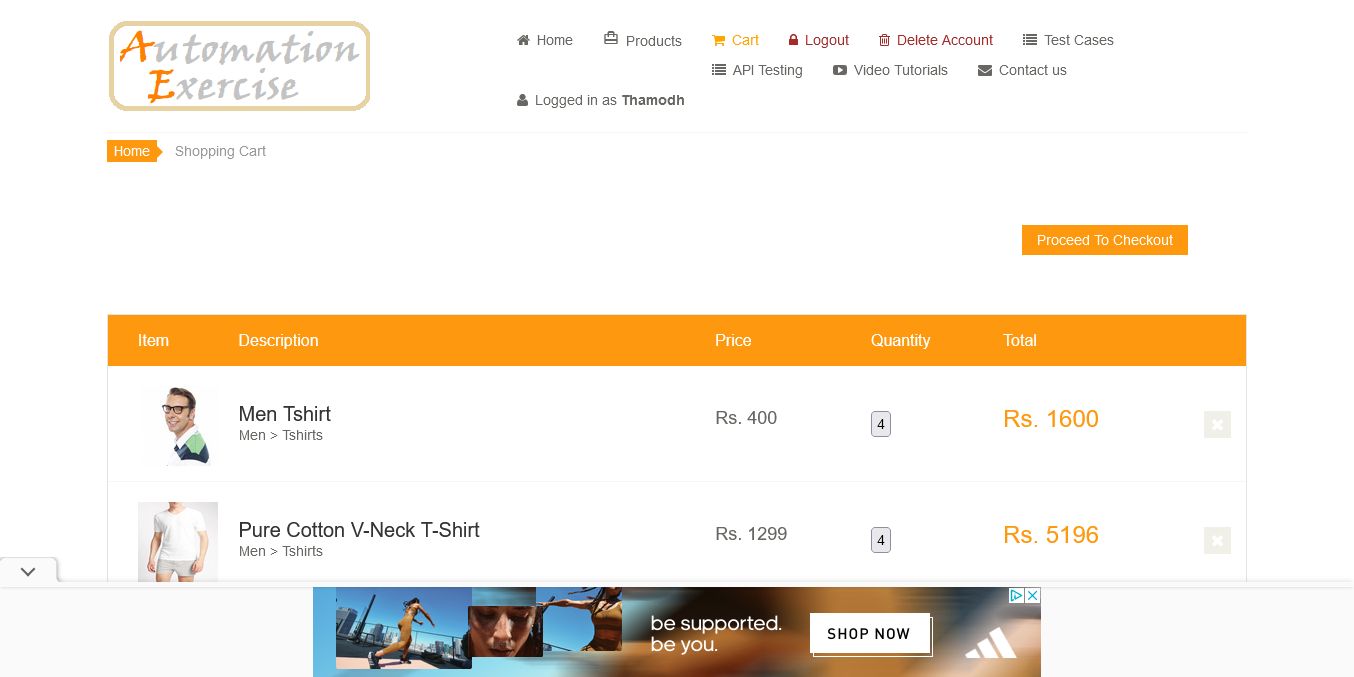 Automation
Exercise
Home
Products
Cart
Logout
Delete Account
Test Cases
API Testing
Video Tutorials
Contact us
Logged in as Thamodh
Home
Shopping Cart
Proceed To Checkout
Item Description Price Quantity Total
Men Tshirt
Men > Tshirts
Rs. 400
4
Rs. 1600
Pure Cotton V-Neck T-Shirt
Men > Tshirts
Rs. 1299
4
Rs. 5196
be supported.
be you.
SHOP NOW